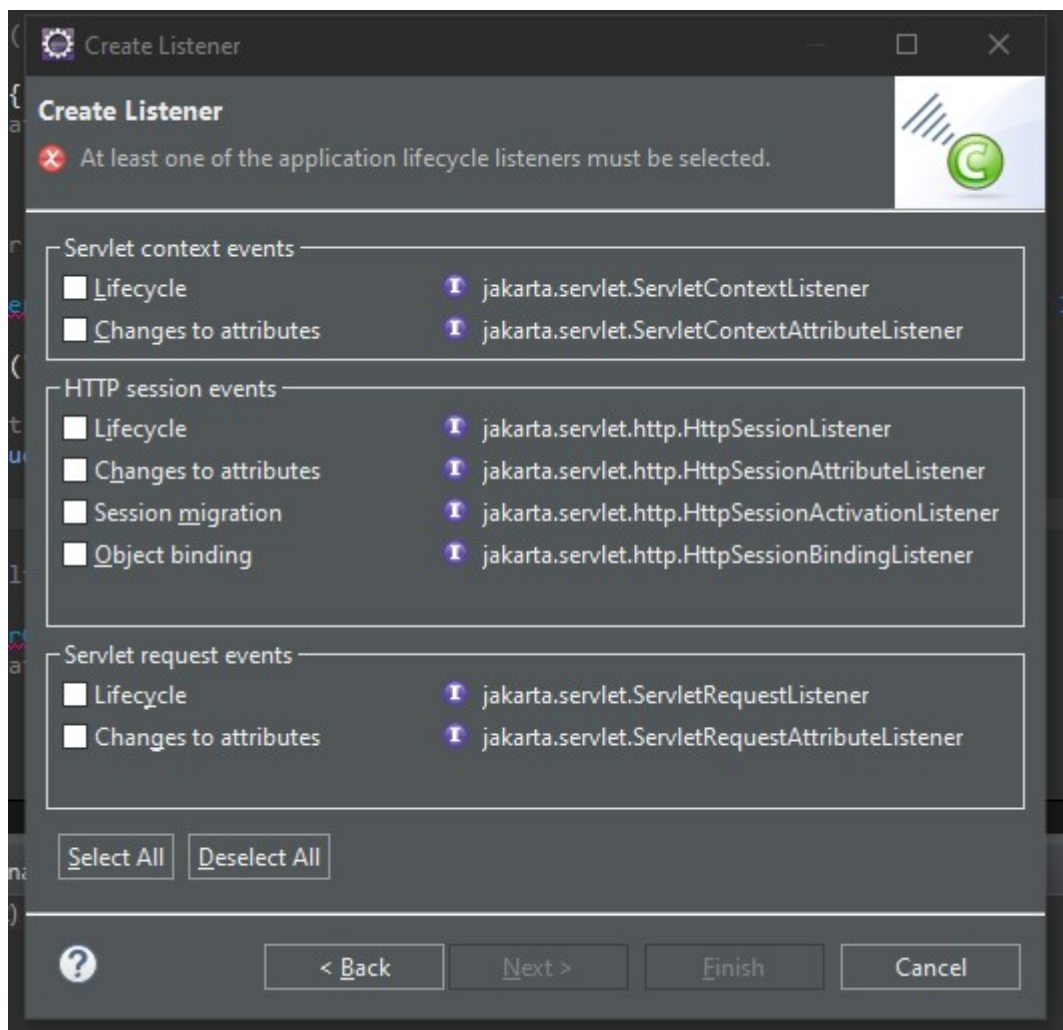 Create Listener
Create Listener
At least one of the application lifecycle listeners must be selected.
Servlet context events
Lifecycle jakarta.servlet.ServletContextListener
Changes to attributes jakarta.servlet.ServletContextAttributeListener
HTTP session events
Lifecycle jakarta.servlet.http.HttpSessionListener
Changes to attributes jakarta.servlet.http.HttpSessionAttributeListener
Session migration jakarta.servlet.http.HttpSessionActivationListener
Object binding jakarta.servlet.http.HttpSessionBindingListener
Servlet request events
Lifecycle jakarta.servlet.ServletRequestListener
Changes to attributes jakarta.servlet.ServletRequestAttributeListener
Select All Deselect All
< Back Next > Finish Cancel